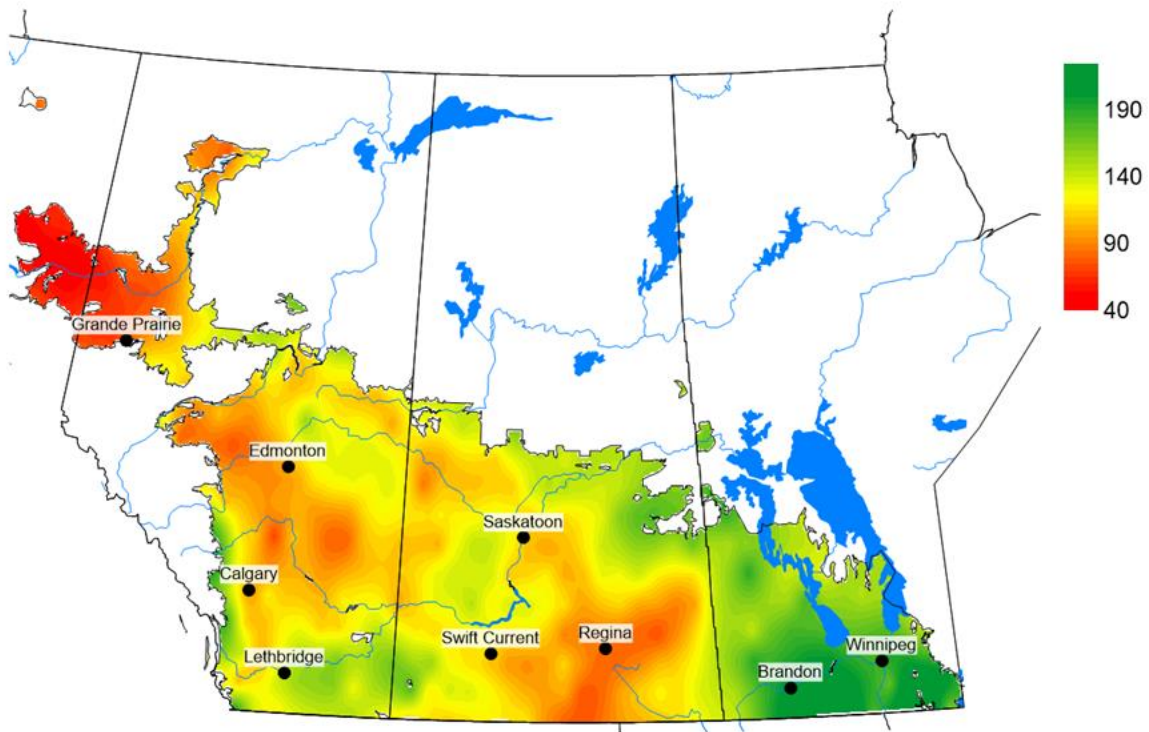 190
140
90
40
Grande Prairie
Edmonton
Saskatoon
Calgary
Swift Current
Regina
Winnipeg
Lethbridge
Brandon